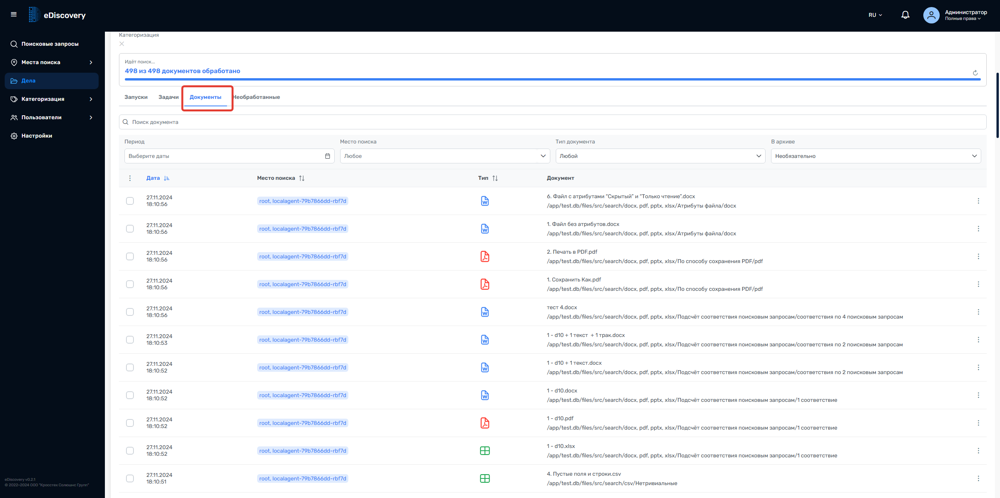 eDiscovery
RU
Администратор
Полные права
Поисковые запросы
Места поиска
Дела
Категоризация
Пользователи
Настройки
eDiscovery v0.2.1
© 2022-2024 ООО "Кросстех Солюшнс Групп"
Категоризация
Идёт поиск...
498 из 498 документов обработано
Запуски Задачи Документы Необработанные
Поиск документа
Период Место поиска Тип документа В архиве
Выберите даты Любое Любой Необязательно
Дата Место поиска Тип Документ
27.11.2024
18:10:56
root, localagent-79b7866dd-rbf7d
6. Файл с атрибутами “Скрытый” и “Только чтение”.docx
/app/test.db/files/src/search/docx, pdf, pptx, xlsx/Атрибуты файла/docx
27.11.2024
18:10:56
root, localagent-79b7866dd-rbf7d
1. Файл без атрибутов.docx
/app/test.db/files/src/search/docx, pdf, pptx, xlsx/Атрибуты файла/docx
27.11.2024
18:10:56
root, localagent-79b7866dd-rbf7d
2. Печать в PDF.pdf
/app/test.db/files/src/search/docx, pdf, pptx, xlsx/По способу сохранения PDF/pdf
27.11.2024
18:10:56
root, localagent-79b7866dd-rbf7d
1. Сохранить Как.pdf
/app/test.db/files/src/search/docx, pdf, pptx, xlsx/По способу сохранения PDF/pdf
27.11.2024
18:10:56
root, localagent-79b7866dd-rbf7d
тест 4.docx
/app/test.db/files/src/search/docx, pdf, pptx, xlsx/Подсчёт соответствия поисковым запросам/соответствия по 4 поисковым запросам
27.11.2024
18:10:53
root, localagent-79b7866dd-rbf7d
1 - d10 + 1 текст + 1 трак.docx
/app/test.db/files/src/search/docx, pdf, pptx, xlsx/Подсчёт соответствия поисковым запросам/соответствия по 2 поисковым запросам
27.11.2024
18:10:52
root, localagent-79b7866dd-rbf7d
1 - d10 + 1 текст.docx
/app/test.db/files/src/search/docx, pdf, pptx, xlsx/Подсчёт соответствия поисковым запросам/соответствия по 2 поисковым запросам
27.11.2024
18:10:52
root, localagent-79b7866dd-rbf7d
1 - d10.docx
/app/test.db/files/src/search/docx, pdf, pptx, xlsx/Подсчёт соответствия поисковым запросам/1 соответствие
27.11.2024
18:10:52
root, localagent-79b7866dd-rbf7d
1 - d10.pdf
/app/test.db/files/src/search/docx, pdf, pptx, xlsx/Подсчёт соответствия поисковым запросам/1 соответствие
27.11.2024
18:10:52
root, localagent-79b7866dd-rbf7d
1 - d10.xlsx
/app/test.db/files/src/search/docx, pdf, pptx, xlsx/Подсчёт соответствия поисковым запросам/1 соответствие
27.11.2024
18:10:51
root, localagent-79b7866dd-rbf7d
4. Пустые поля и строки.csv
/app/test.db/files/src/search/csv/Нетривиальные